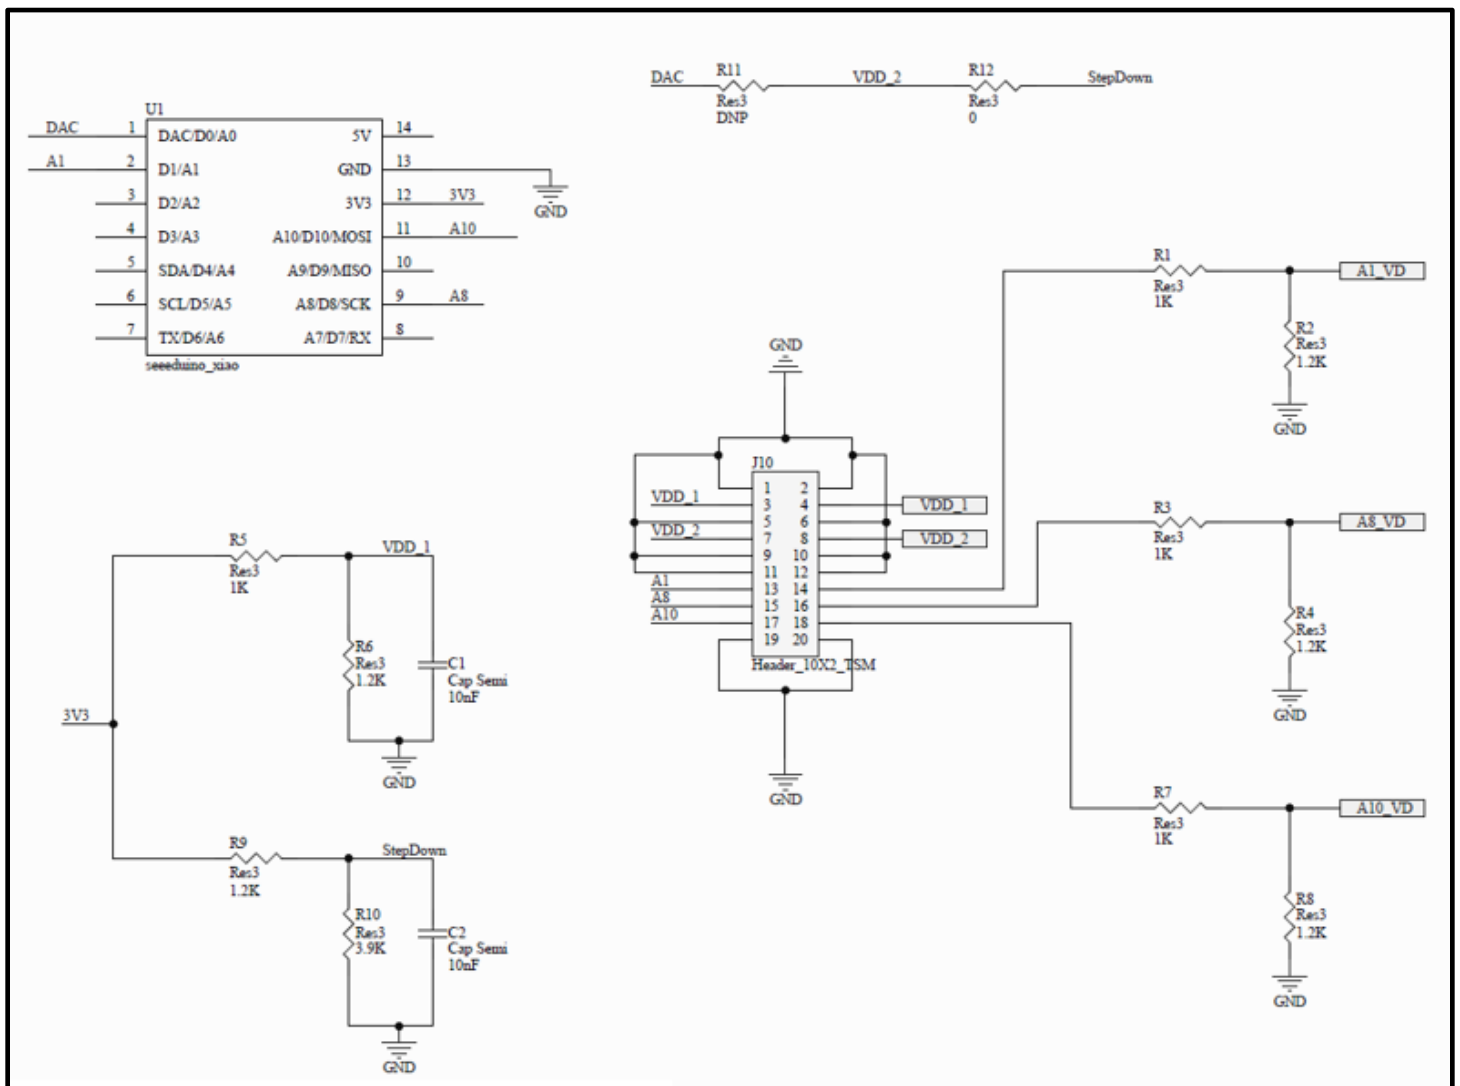 DAC
R11
Res3
DNP
VDD_2
R12
Res3
0
StepDown
U1
DAC 1 DAC/D0/A0 5V 14
A1 2 D1/A1 GND 13
3 D2/A2 3V3 12 3V3
4 D3/A3 A10/D10/MOSI 11 A10
5 SDA/D4/A4 A9/D9/MISO 10
6 SCL/D5/A5 A8/D8/SCK 9 A8
7 TX/D6/A6 A7/D7/RX 8
seeeduino_xiao
GND
R1
Res3
1K
A1_VD
R2
Res3
1.2K
GND
GND
J10
1 2
VDD_1 3 4 VDD_1
5 6
VDD_2 7 8 VDD_2
9 10
11 12
A1 13 14
A8 15 16
A10 17 18
19 20
Header_10X2_TSM
GND
R3
Res3
1K
A8_VD
R4
Res3
1.2K
GND
R5
Res3
1K
VDD_1
R6
Res3
1.2K
C1
Cap Semi
10nF
GND
3V3
R9
Res3
1.2K
StepDown
R10
Res3
3.9K
C2
Cap Semi
10nF
GND
R7
Res3
1K
A10_VD
R8
Res3
1.2K
GND